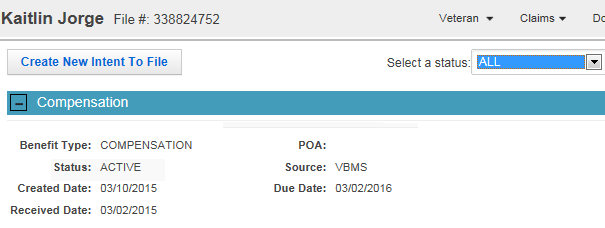 Kaitlin Jorge File #: 338824752 Veteran Claims Do
Create New Intent To File Select a status: ALL
Compensation
Benefit Type: COMPENSATION POA:
Status: ACTIVE Source: VBMS
Created Date: 03/10/2015 Due Date: 03/02/2016
Received Date: 03/02/2015